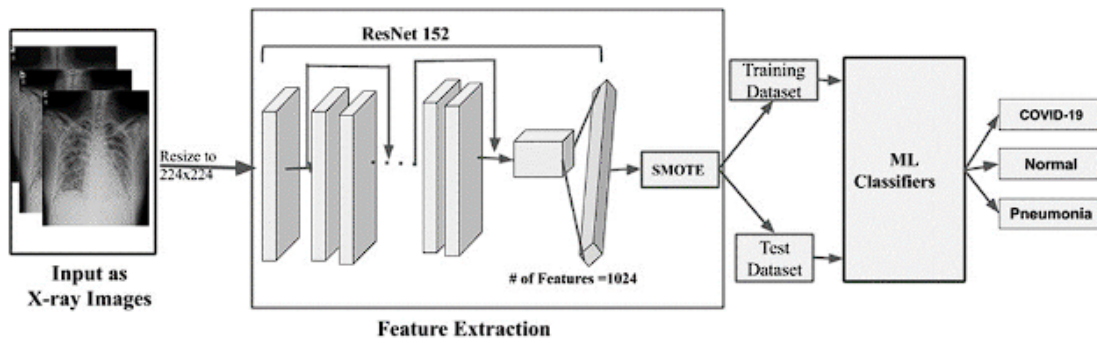 Input as
X-ray Images
Resize to
224x224
ResNet 152
# of Features =1024
Feature Extraction
SMOTE
Training
Dataset
Test
Dataset
ML
Classifiers
COVID-19
Normal
Pneumonia